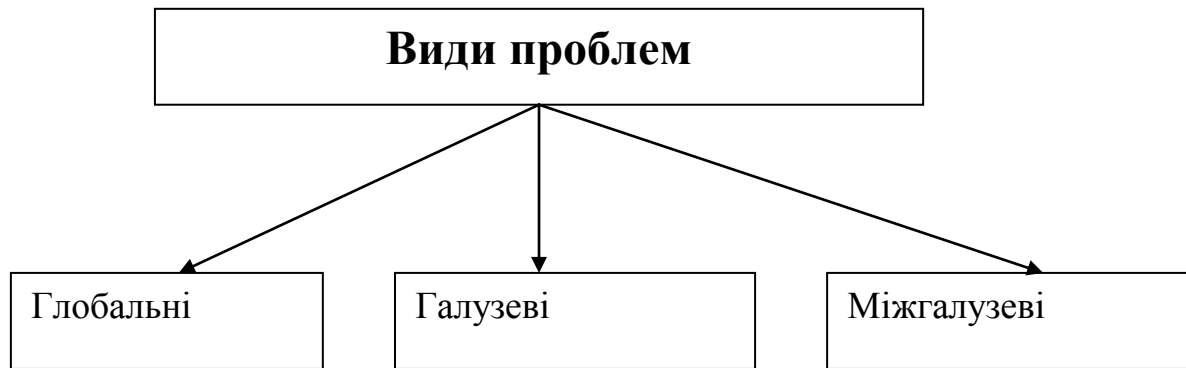 Види проблем
Глобальні
Галузеві
Міжгалузеві